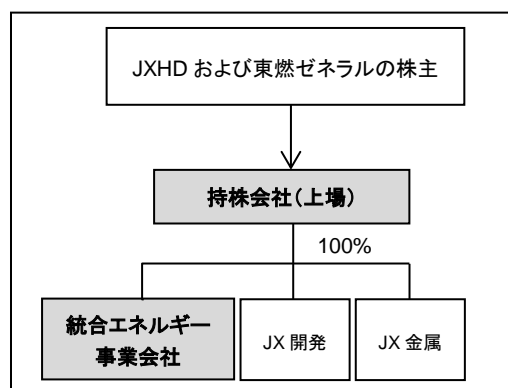 JXHD および東燃ゼネラルの株主
持株会社(上場)
100%
統合エネルギー
事業会社
JX 開発
JX 金属